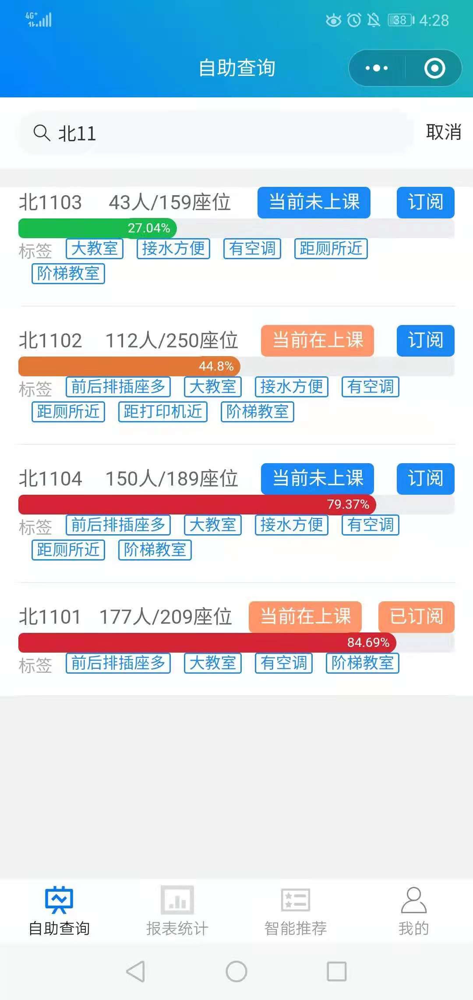 4G+ 38 4:28
自助查询
北11 取消
北1103 43人/159座位 当前未上课 订阅
27.04%
标签 大教室 接水方便 有空调 距厕所近
阶梯教室
北1102 112人/250座位 当前在上课 订阅
44.8%
标签 前后排插座多 大教室 接水方便 有空调
距厕所近 距打印机近 阶梯教室
北1104 150人/189座位 当前未上课 订阅
79.37%
标签 前后排插座多 大教室 接水方便 有空调
距厕所近 阶梯教室
北1101 177人/209座位 当前在上课 已订阅
84.69%
标签 前后排插座多 大教室 有空调 阶梯教室
自助查询 报表统计 智能推荐 我的